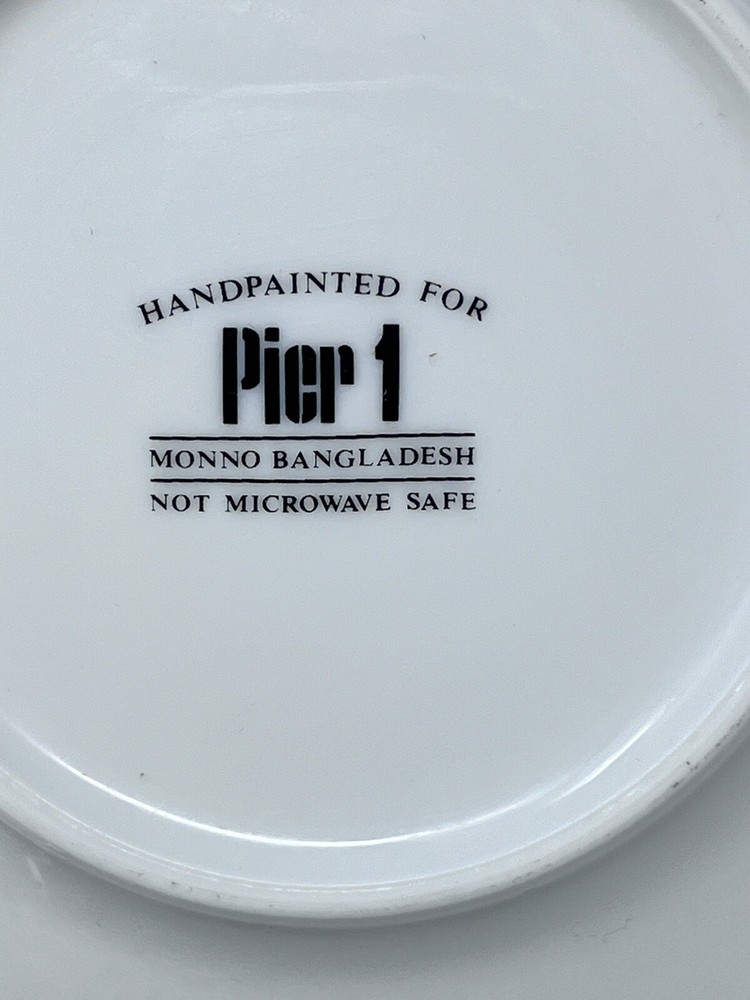 HANDPAINTED FOR
Pier 1
MONNO BANGLADESH
NOT MICROWAVE SAFE